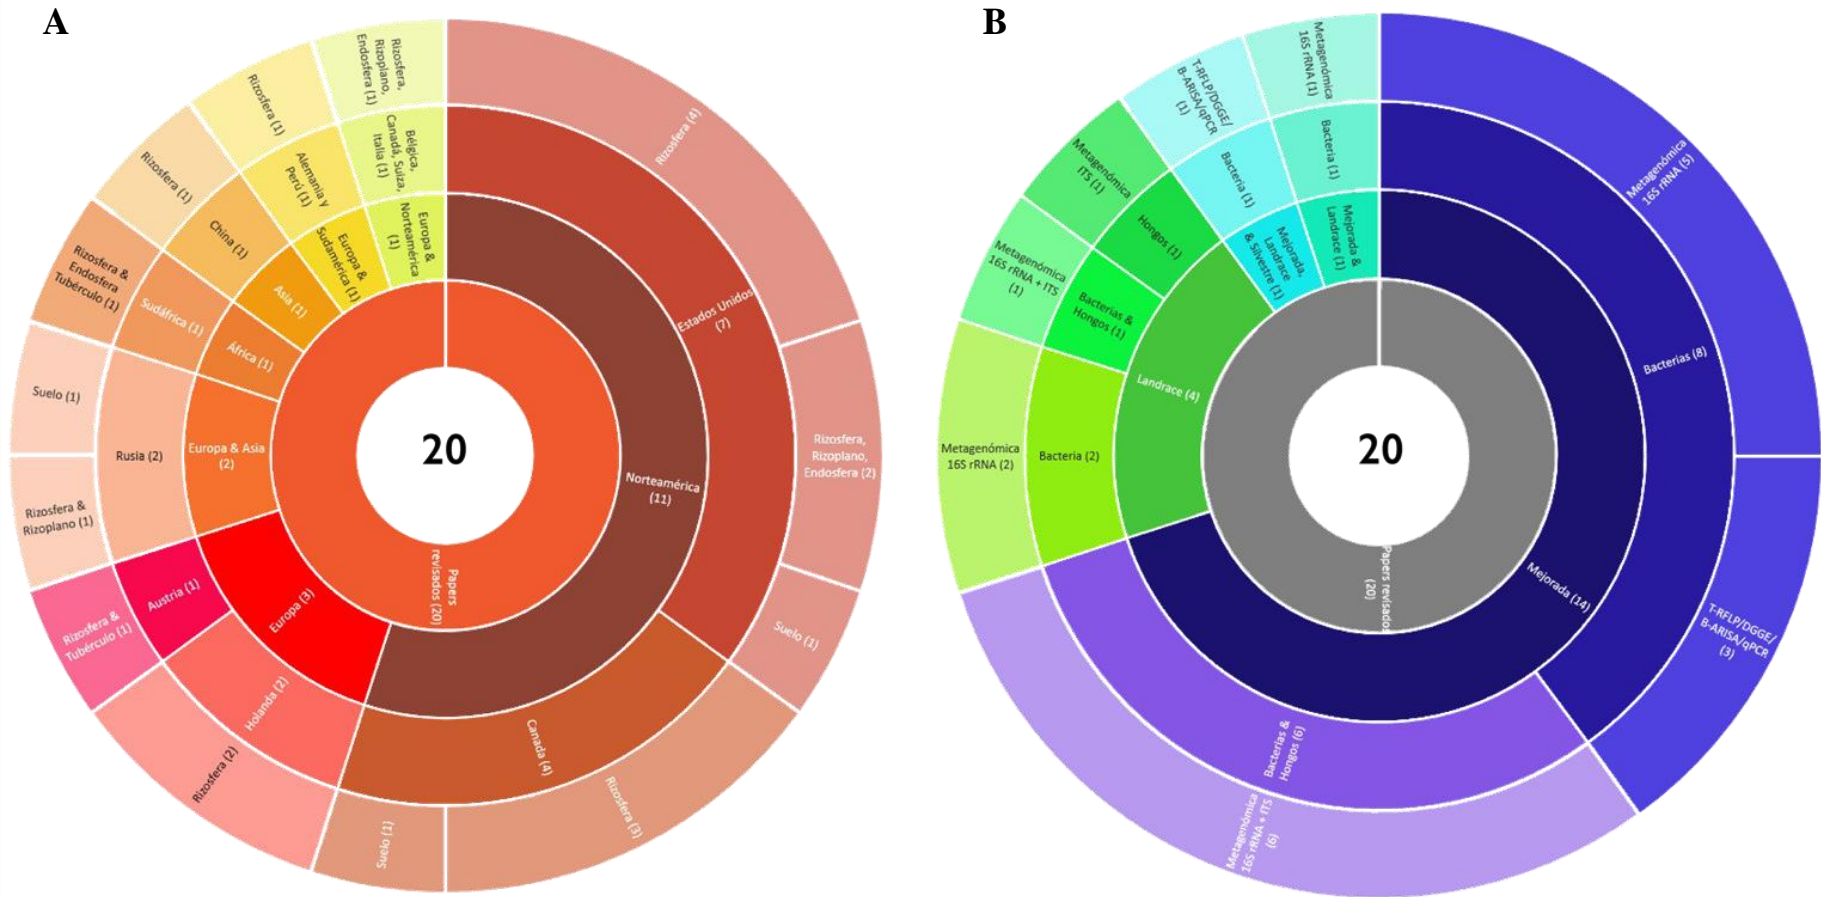 A
20
Papers
revisados (20)
Norteamérica
(11)
Estados Unidos
(7)
Rizosfera (4)
Rizosfera,
Rizoplano,
Endosfera (2)
Suelo (1)
Canada (4)
Rizosfera (3)
Suelo (1)
Europa (3)
Holanda (2)
Rizosfera (2)
Austria (1)
Rizosfera &
Tubérculo (1)
Europa & Asia
(2)
Rusia (2)
Rizosfera &
Rizoplano (1)
Suelo (1)
África (1)
Sudáfrica (1)
Rizosfera &
Endosfera
Tubérculo (1)
Asia (1)
China (1)
Rizosfera (1)
Europa &
Sudamérica (1)
Alemania y
Perú (1)
Rizosfera (1)
Europa &
Norteamérica
(1)
Bélgica,
Canadá, Suiza,
Italia (1)
Rizosfera,
Rizoplano,
Endosfera (1)
B
20
Papers revisados
(20)
Mejorada (14)
Bacterias (8)
Metagenómica
16S rRNA (5)
T-RFLP/DGGE/
B-ARISA/qPCR
(3)
Bacterias &
Hongos (6)
Metagenómica
16S rRNA + ITS
(6)
Landrace (4)
Bacteria (2)
Metagenómica
16S rRNA (2)
Bacterias &
Hongos (1)
Metagenómica
16S rRNA + ITS
(1)
Hongos (1)
Metagenómica
ITS (1)
Mejorada,
Landrace
& Silvestre (1)
Bacteria (1)
T-RFLP/DGGE/
B-ARISA/qPCR
(1)
Mejorada &
Landrace (1)
Bacteria (1)
Metagenómica
16S rRNA (1)